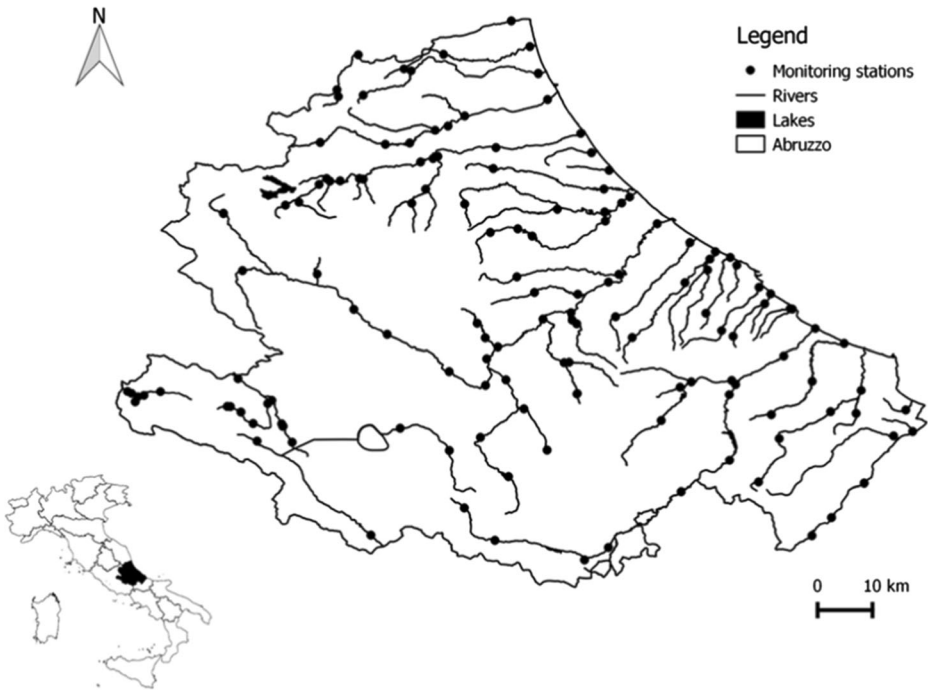 N
Legend
Monitoring stations
Rivers
Lakes
Abruzzo
0 10 km